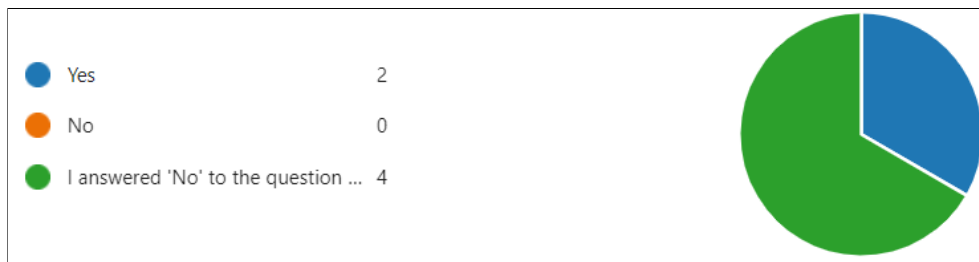 Yes 2
No 0
I answered 'No' to the question ... 4